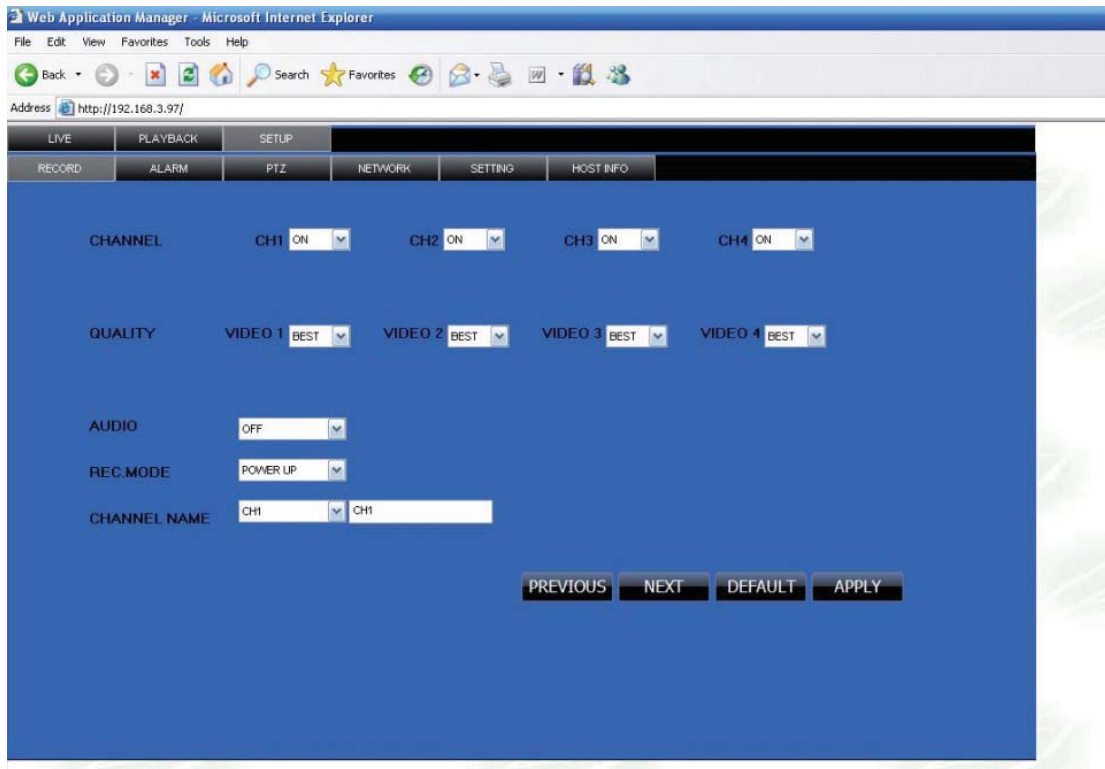 Web Application Manager - Microsoft Internet Explorer
File Edit View Favorites Tools Help
Back Search Favorites
Address http://192.168.3.97/
LIVE PLAYBACK SETUP
RECORD ALARM PTZ NETWORK SETTING HOST INFO
CHANNEL CH1 ON CH2 ON CH3 ON CH4 ON
QUALITY VIDEO 1 BEST VIDEO 2 BEST VIDEO 3 BEST VIDEO 4 BEST
AUDIO OFF
REC.MODE POWER UP
CHANNEL NAME CH1 CH1
PREVIOUS NEXT DEFAULT APPLY